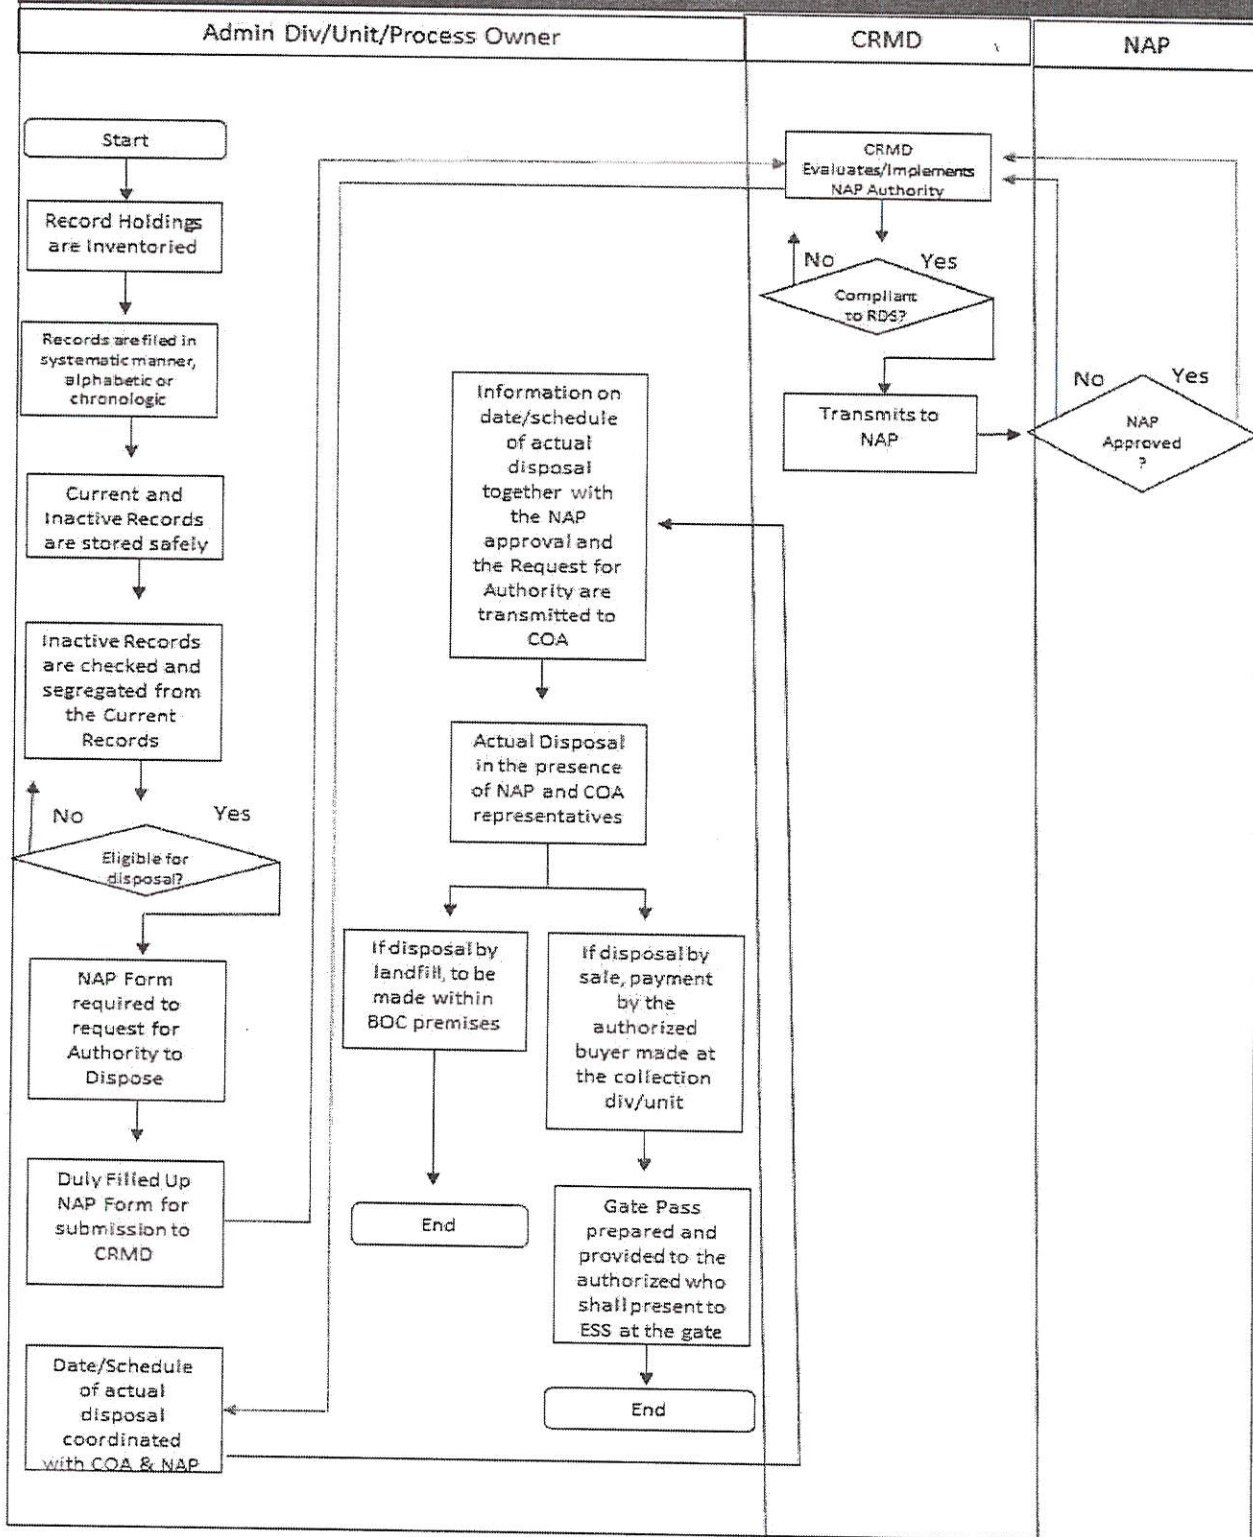 Admin Div/Unit/Process Owner
CRMD
NAP
Start
Record Holdings
are Inventoried
Records are filed in
systematic manner,
alphabetic or
chronologic
Current and
Inactive Records
are stored safely
Inactive Records
are checked and
segregated from
the Current
Records
No
Yes
Eligible for
disposal?
NAP Form
required to
request for
Authority to
Dispose
Duly Filled Up
NAP Form for
submission to
CRMD
Date/Schedule
of actual
disposal
coordinated
with COA & NAP
Information on
date/schedule
of actual
disposal
together with
the NAP
approval and
the Request for
Authority are
transmitted to
COA
Actual Disposal
in the presence
of NAP and COA
representatives
If disposal by
landfill, to be
made within
BOC premises
End
If disposal by
sale, payment
by the
authorized
buyer made at
the collection
div/unit
Gate Pass
prepared and
provided to the
authorized who
shall present to
ESS at the gate
End
CRMD
Evaluates/Implements
NAP Authority
No
Yes
Compliant
to RDS?
Transmits to
NAP
No
Yes
NAP
Approved
?